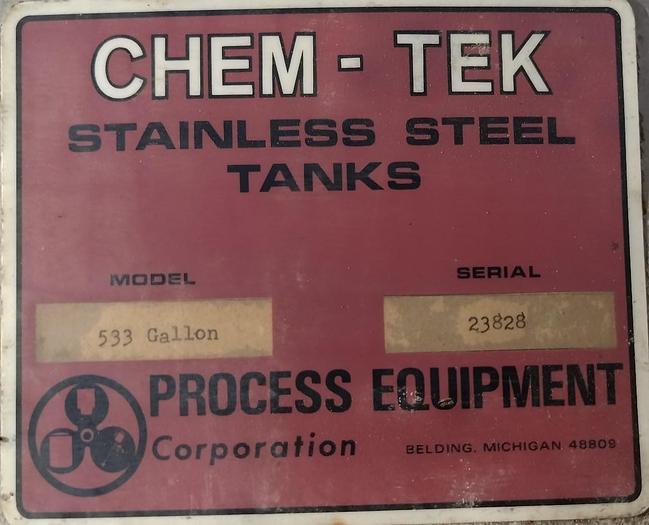 CHEM - TEK
STAINLESS STEEL
TANKS
MODEL SERIAL
533 Gallon 23828
PROCESS EQUIPMENT
Corporation BELDING, MICHIGAN 48809